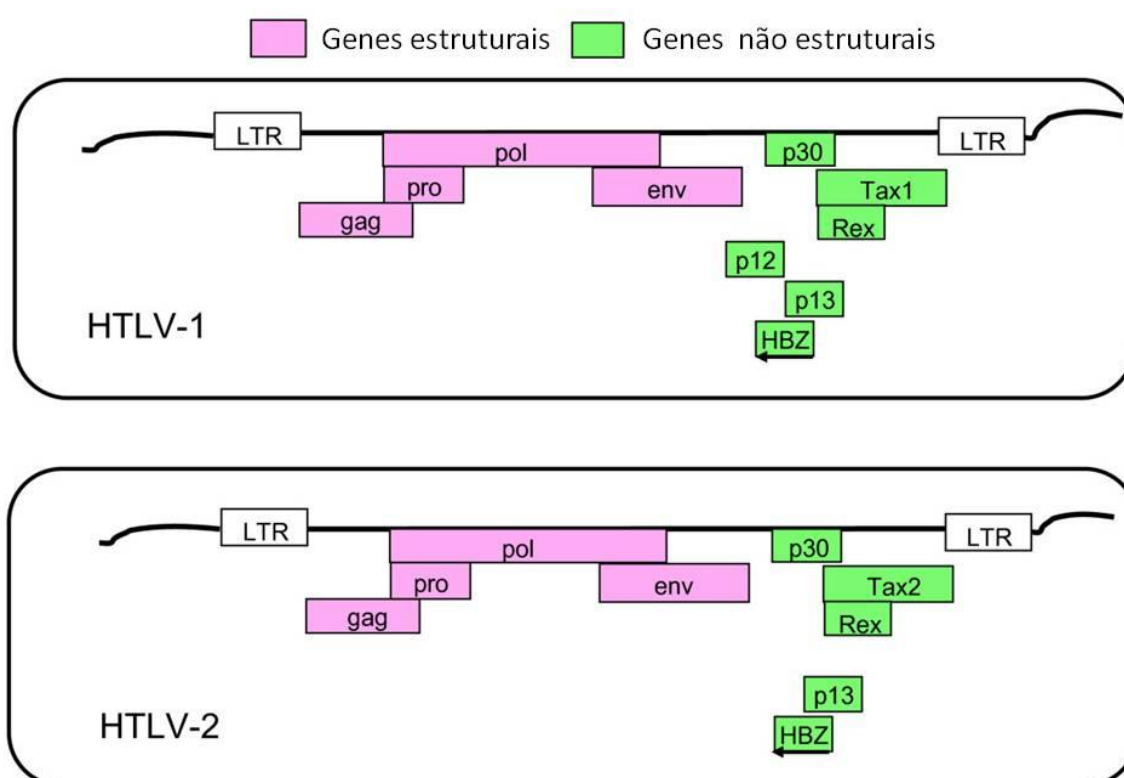 Genes estruturais Genes não estruturais
LTR
pol
p30
LTR
pro
env
Tax1
gag
Rex
p12
p13
HBZ
HTLV-1
LTR
pol
p30
LTR
pro
env
Tax2
gag
Rex
p13
HBZ
HTLV-2